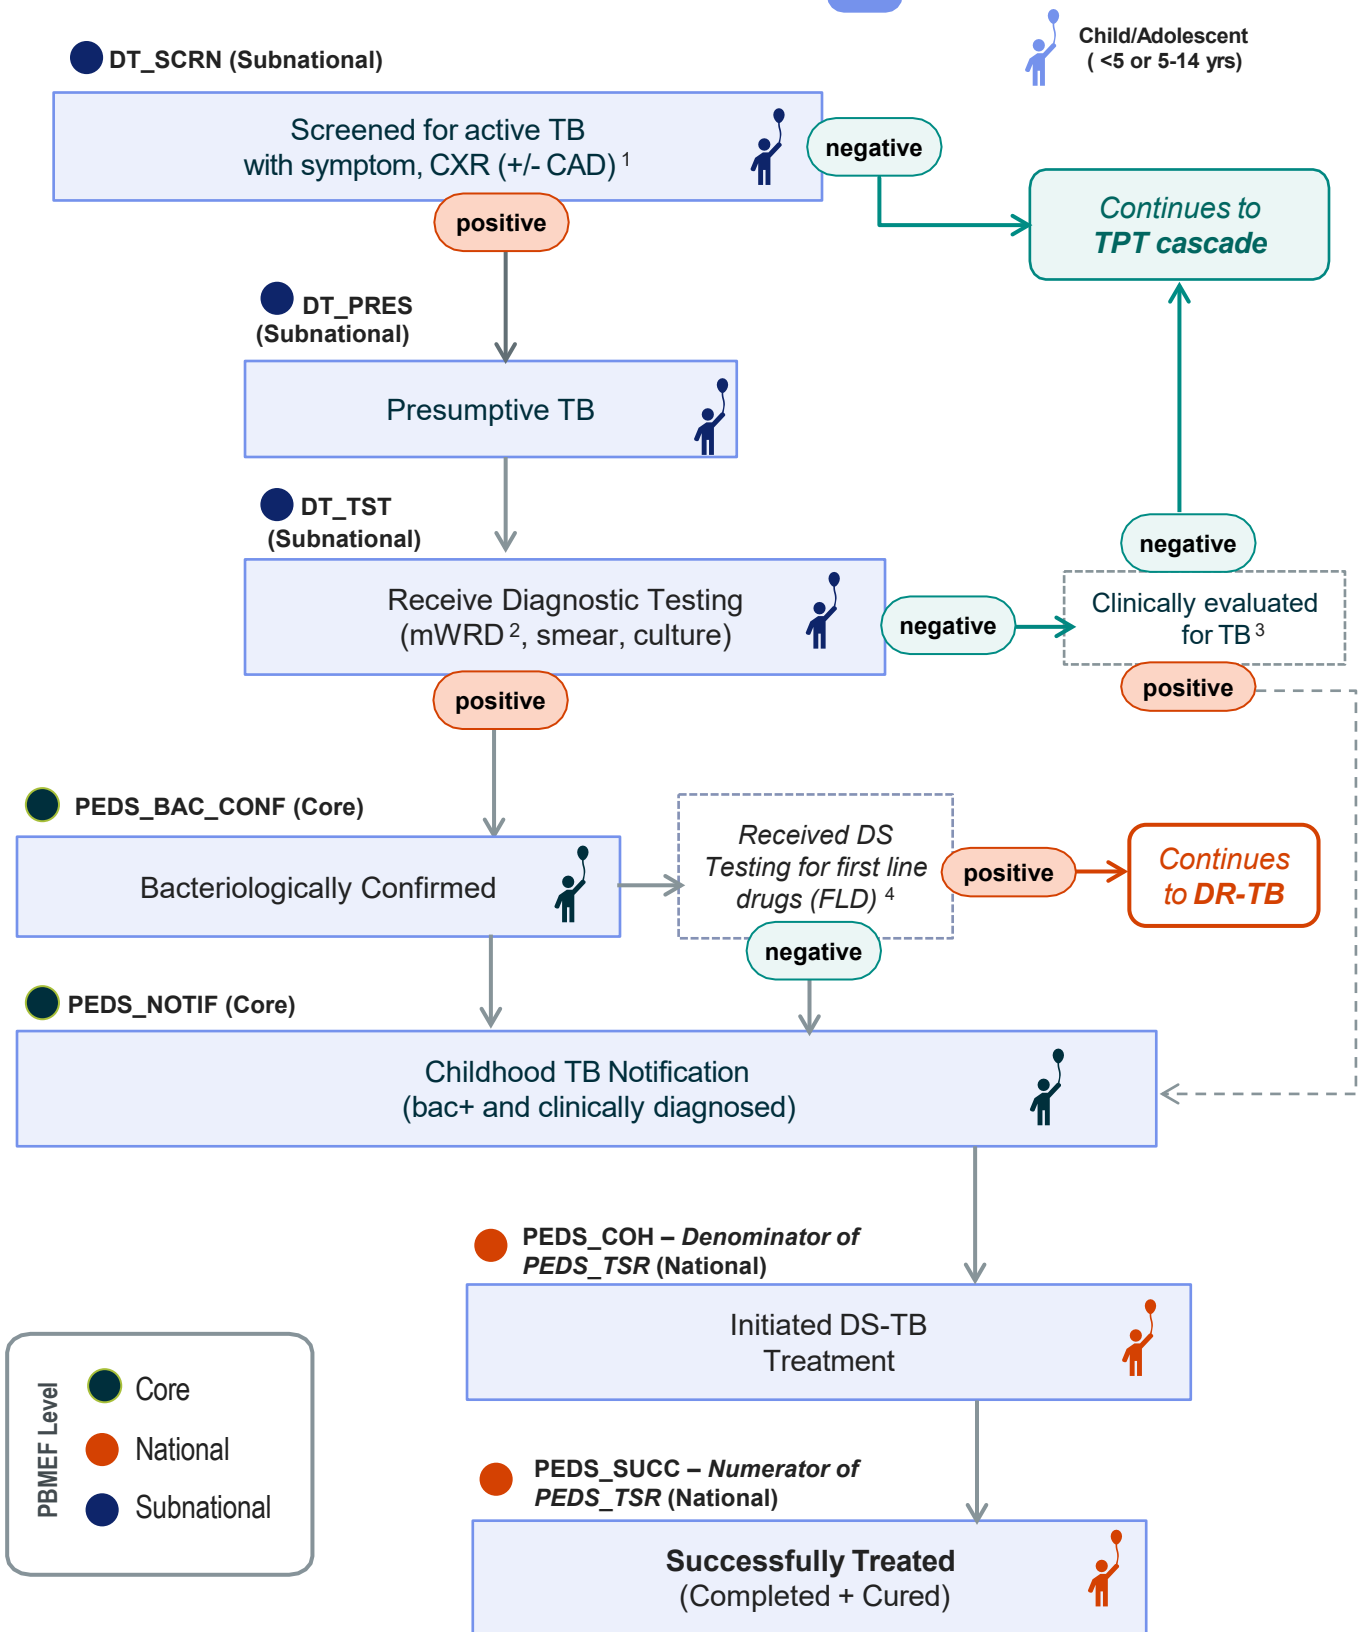 Child/Adolescent
( <5 or 5-14 yrs)
DT_SCRN (Subnational)
Screened for active TB
with symptom, CXR (+/- CAD) 1
negative
positive
Continues to
TPT cascade
DT_PRES
(Subnational)
Presumptive TB
DT_TST
(Subnational)
Receive Diagnostic Testing
(mWRD 2, smear, culture)
negative
negative
Clinically evaluated
for TB 3
positive
positive
PEDS_BAC_CONF (Core)
Bacteriologically Confirmed
Received DS
Testing for first line
drugs (FLD) 4
positive
Continues
to DR-TB
negative
PEDS_NOTIF (Core)
Childhood TB Notification
(bac+ and clinically diagnosed)
PEDS_COH – Denominator of
PEDS_TSR (National)
Initiated DS-TB
Treatment
PBMEF Level
Core
National
Subnational
PEDS_SUCC – Numerator of
PEDS_TSR (National)
Successfully Treated
(Completed + Cured)